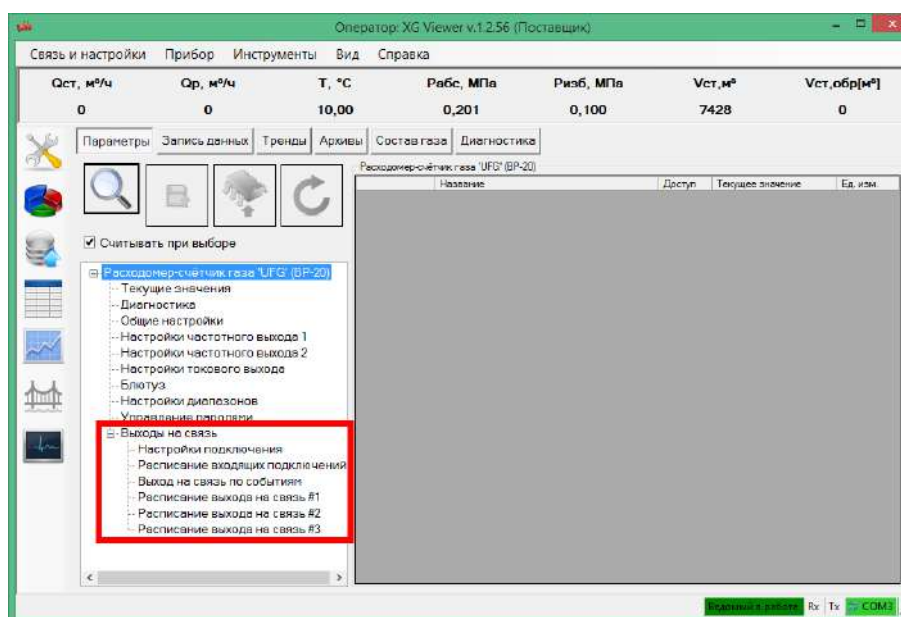 Оператор: XG Viewer v.1.2.56 (Поставщик)
Связь и настройки Прибор Инструменты Вид Справка
Qст, м³/ч Qр, м³/ч T, °C Рабс, МПа Ризб, МПа Vст,м³ Vст,обр[м³]
0 0 10,00 0,201 0,100 7428 0
Параметры Запись данных Тренды Архивы Состав газа Диагностика
Расходомер-счётчик газа 'UFG' (ВР-20)
Название Доступ Текущее значение Ед. изм.
Считывать при выборе
Расходомер-счётчик газа 'UFG' (ВР-20)
Текущие значения
Диагностика
Общие настройки
Настройки частотного выхода 1
Настройки частотного выхода 2
Настройки токового выхода
Блютуз
Настройки диапазонов
Управление паролями
Выходы на связь
Настройки подключения
Расписание входящих подключений
Выход на связь по событиям
Расписание выхода на связь #1
Расписание выхода на связь #2
Расписание выхода на связь #3
в работе Rx Tx COM3